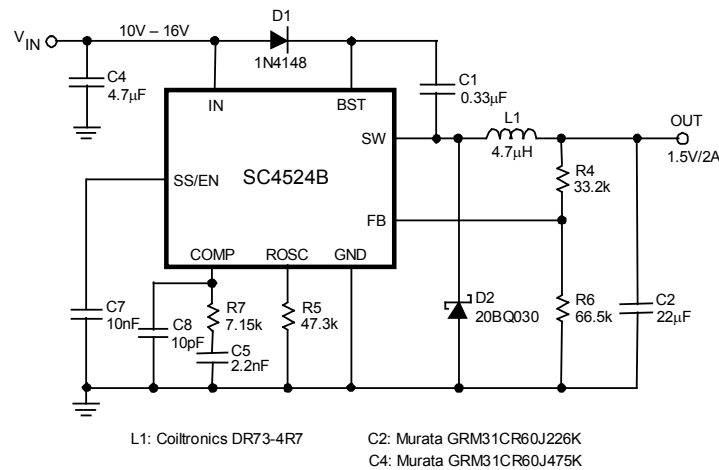 D1
V IN
10V – 16V
1N4148
C4
4.7µF
C1
0.33µF
IN
BST
L1
OUT
SW
4.7µH
1.5V/2A
SS/EN
SC4524B
R4
33.2k
FB
COMP
ROSC
GND
C7
10nF
C8
10pF
R7
7.15k
R5
47.3k
D2
20BQ030
R6
66.5k
C2
22µF
C5
2.2nF
L1: Coiltronics DR73-4R7
C2: Murata GRM31CR60J226K
C4: Murata GRM31CR60J475K